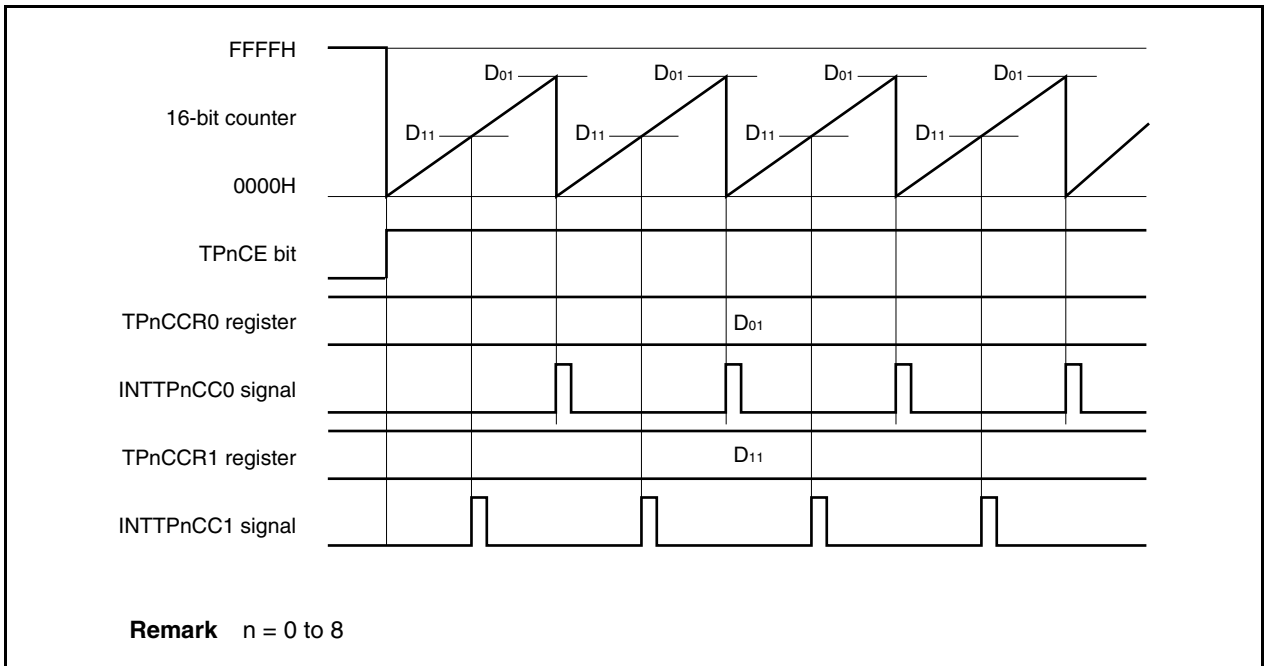 FFFFH
D01 D01 D01 D01
16-bit counter
D11 D11 D11 D11
0000H
TPnCE bit
TPnCCR0 register
D01
INTTPnCC0 signal
TPnCCR1 register
D11
INTTPnCC1 signal
Remark n = 0 to 8